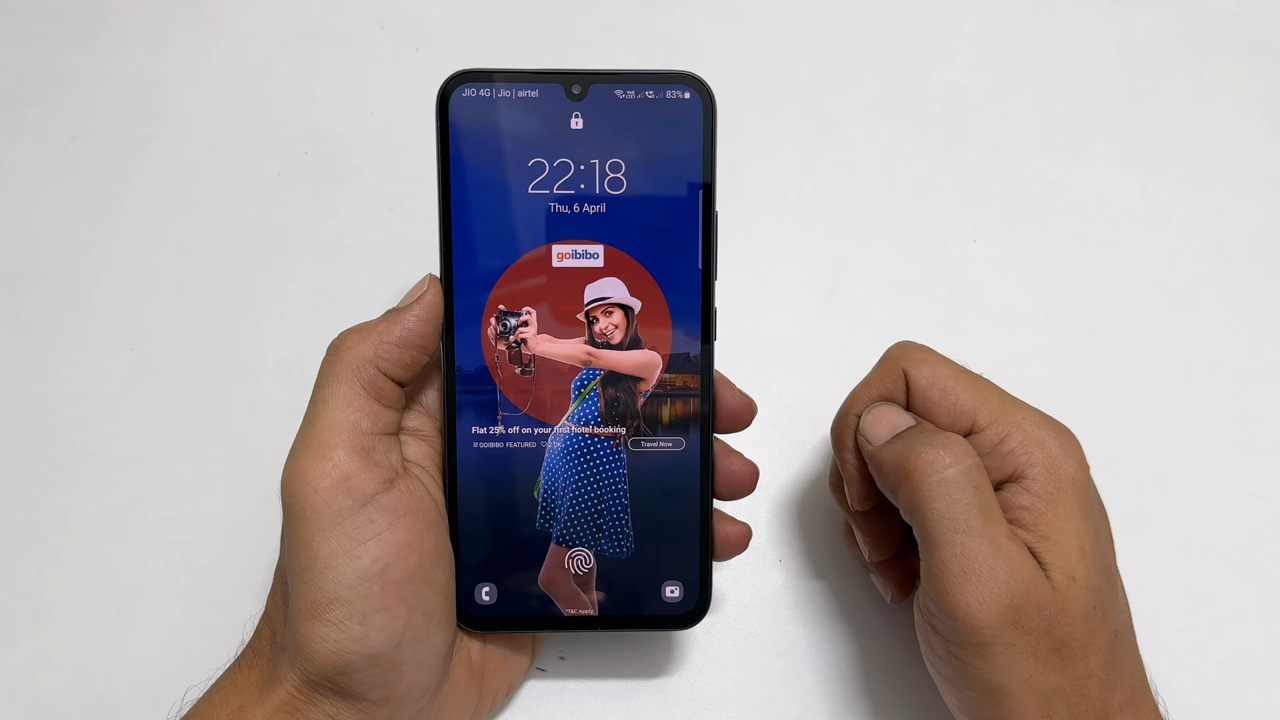 JIO 4G | Jio | airtel 83%
22:18
Thu, 6 April
goibibo
Flat 25% off on your first hotel booking
GOIBIBO FEATURED
Travel Now
*T&C Apply